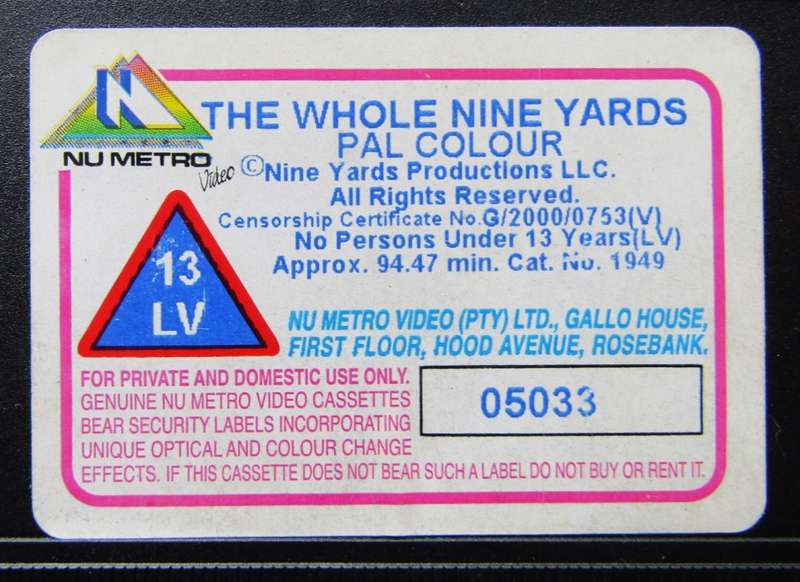 N
NU METRO
Video
THE WHOLE NINE YARDS
PAL COLOUR
©Nine Yards Productions LLC.
All Rights Reserved.
Censorship Certificate No.G/2000/0753(V)
No Persons Under 13 Years(LV)
Approx. 94.47 min. Cat. No. 1949
13
LV
NU METRO VIDEO (PTY) LTD., GALLO HOUSE,
FIRST FLOOR, HOOD AVENUE, ROSEBANK.
FOR PRIVATE AND DOMESTIC USE ONLY.
GENUINE NU METRO VIDEO CASSETTES
BEAR SECURITY LABELS INCORPORATING
UNIQUE OPTICAL AND COLOUR CHANGE
EFFECTS. IF THIS CASSETTE DOES NOT BEAR SUCH A LABEL DO NOT BUY OR RENT IT.
05033